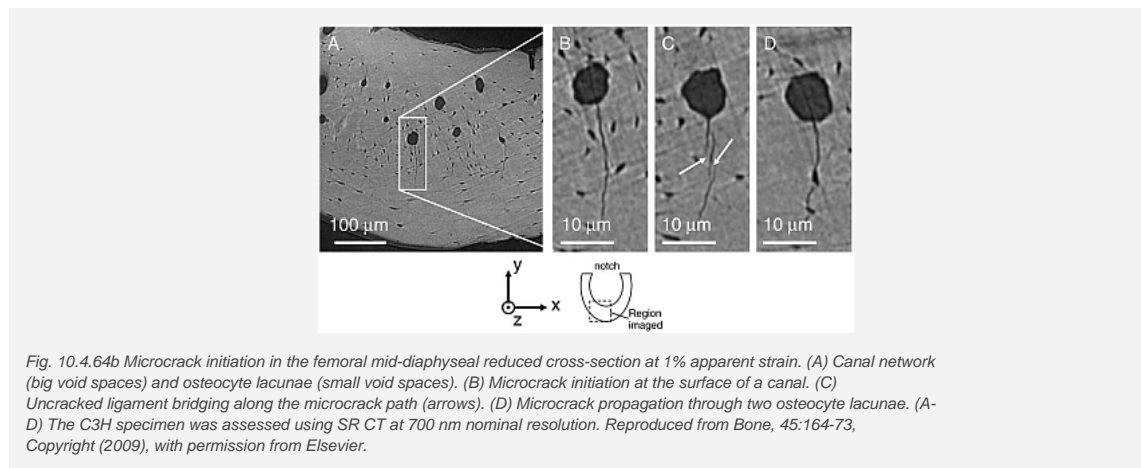 A
B
C
D
100 μm
10 μm
10 μm
10 μm
y
x
z
notch
Region
imaged
Fig. 10.4.64b Microcrack initiation in the femoral mid-diaphyseal reduced cross-section at 1% apparent strain. (A) Canal network
(big void spaces) and osteocyte lacunae (small void spaces). (B) Microcrack initiation at the surface of a canal. (C)
Uncracked ligament bridging along the microcrack path (arrows). (D) Microcrack propagation through two osteocyte lacunae. (A-
D) The C3H specimen was assessed using SR CT at 700 nm nominal resolution. Reproduced from Bone, 45:164-73,
Copyright (2009), with permission from Elsevier.